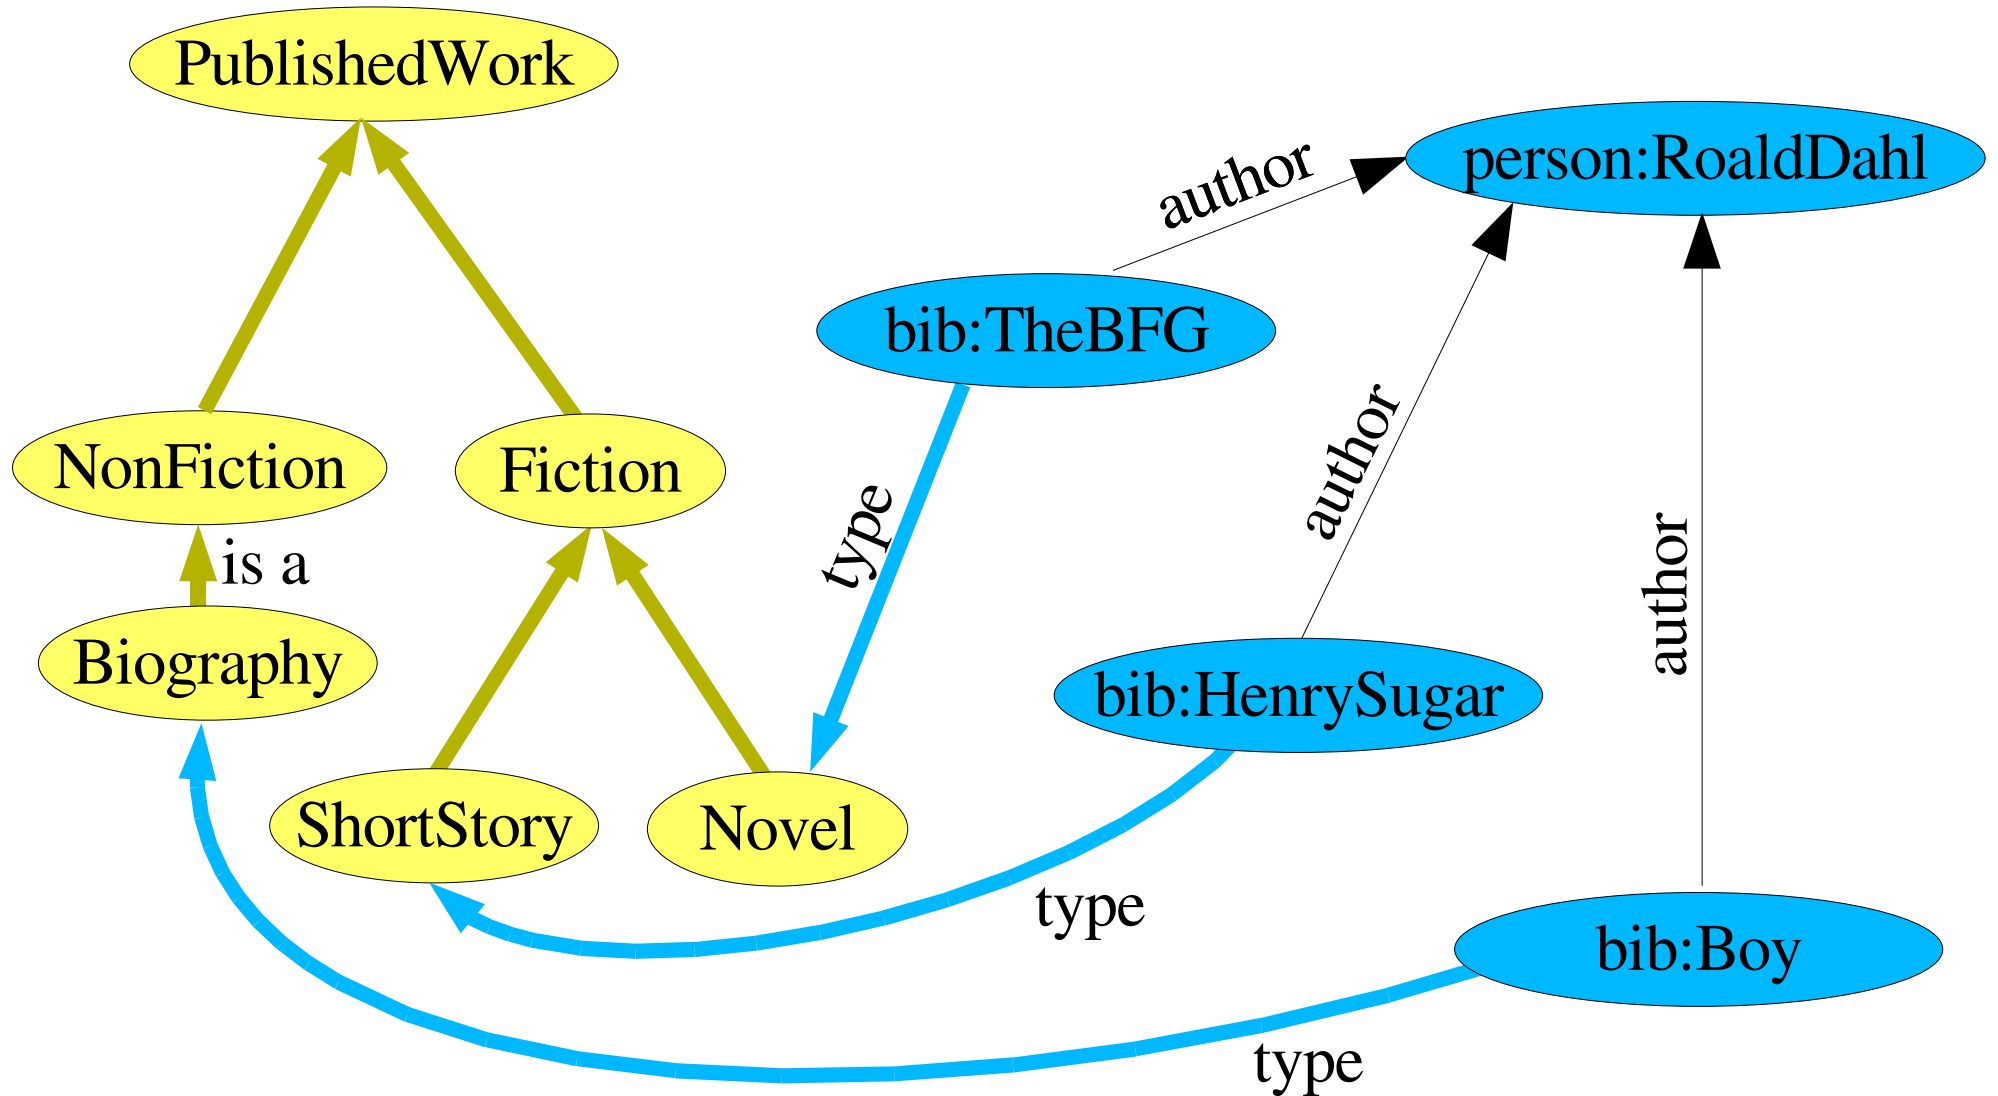 PublishedWork
person:RoaldDahl
author
bib:TheBFG
NonFiction
Fiction
author
type
is a
author
Biography
bib:HenrySugar
ShortStory
Novel
type
bib:Boy
type